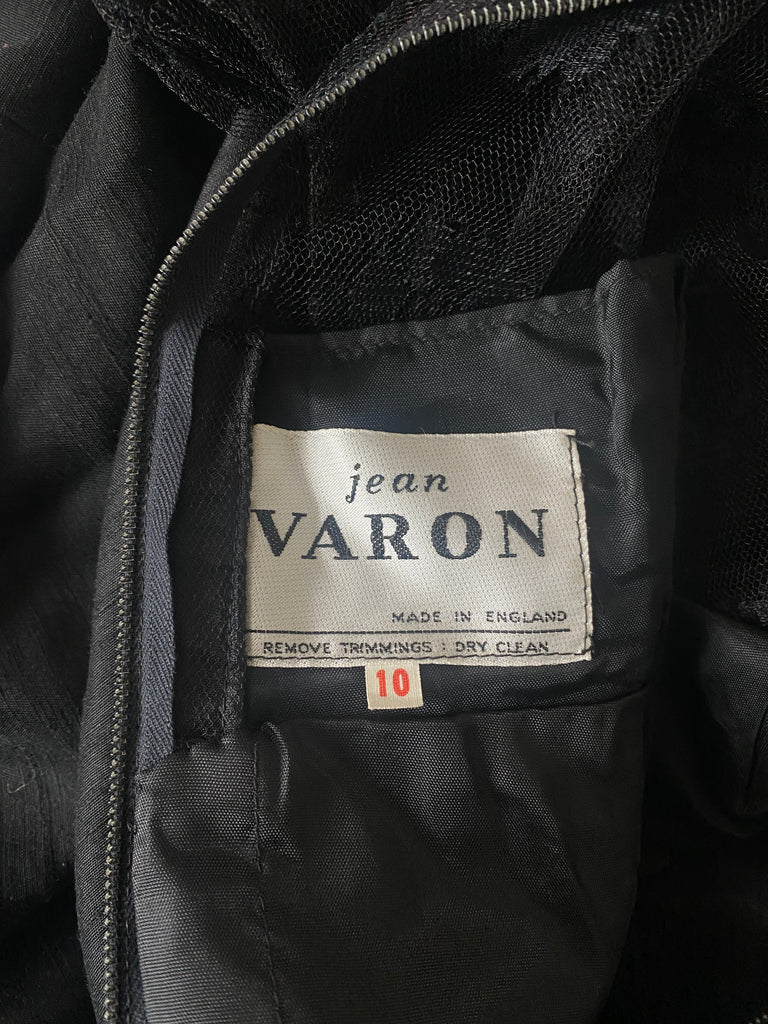 jean
VARON
MADE IN ENGLAND
REMOVE TRIMMINGS : DRY CLEAN
10